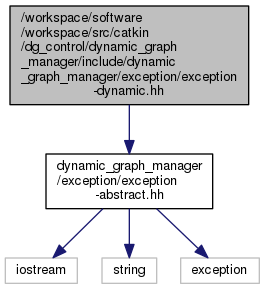 /workspace/software
/workspace/src/catkin
/dg_control/dynamic_graph
_manager/include/dynamic
_graph_manager/exception/exception
-dynamic.hh
dynamic_graph_manager
/exception/exception
-abstract.hh
iostream
string
exception